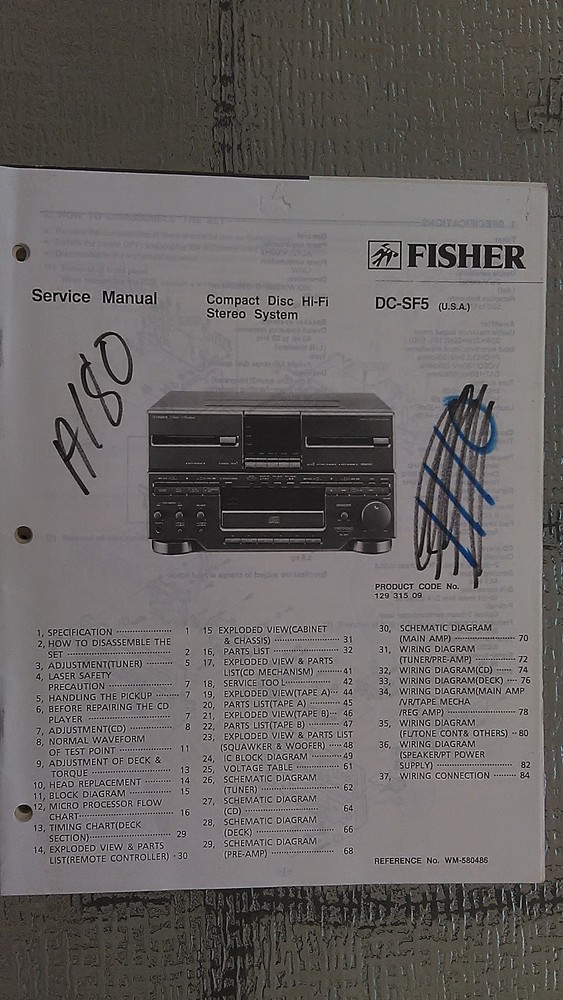 FISHER
Service Manual
Compact Disc Hi-Fi
Stereo System
DC-SF5 (U.S.A.)
A180
PRODUCT CODE No.
129 315 09
1, SPECIFICATION ················ 1
2, HOW TO DISASSEMBLE THE
SET ································ 2
3, ADJUSTMENT(TUNER) ········ 5
4, LASER SAFETY
PRECAUTION ···················· 7
5, HANDLING THE PICKUP ······ 7
6, BEFORE REPAIRING THE CD
PLAYER ··························· 7
7, ADJUSTMENT(CD) ············· 8
8, NORMAL WAVEFORM
OF TEST POINT ················ 11
9, ADJUSTMENT OF DECK &
TORQUE ·························· 13
10, HEAD REPLACEMENT ········ 14
11, BLOCK DIAGRAM ············· 15
12, MICRO PROCESSOR FLOW
CHART ···························· 16
13, TIMING CHART(DECK
SECTION) ························ 29
14, EXPLODED VIEW & PARTS
LIST(REMOTE CONTROLLER) · 30
15 EXPLODED VIEW(CABINET
& CHASSIS) ······················ 31
16, PARTS LIST ···················· 32
17, EXPLODED VIEW & PARTS
LIST(CD MECHANISM) ········ 41
18, SERVICE TOOL ················ 42
19, EXPLODED VIEW(TAPE A) ··· 44
20, PARTS LIST(TAPE A) ········· 45
21, EXPLODED VIEW(TAPE B) ··· 46
22, PARTS LIST(TAPE B) ········· 47
23, EXPLODED VIEW & PARTS LIST
(SQUAWKER & WOOFER) ····· 48
24, IC BLOCK DIAGRAM ·········· 49
25, VOLTAGE TABLE ·············· 61
26, SCHEMATIC DIAGRAM
(TUNER) ·························· 62
27, SCHEMATIC DIAGRAM
(CD) ································ 64
28, SCHEMATIC DIAGRAM
(DECK) ···························· 66
29, SCHEMATIC DIAGRAM
(PRE-AMP) ······················· 68
30, SCHEMATIC DIAGRAM
(MAIN AMP) ····················· 70
31, WIRING DIAGRAM
(TUNER/PRE-AMP) ············· 72
32, WIRING DIAGRAM(CD) ······ 74
33, WIRING DIAGRAM(DECK) ··· 76
34, WIRING DIAGRAM(MAIN AMP
/VR/TAPE MECHA
/REG AMP) ······················· 78
35, WIRING DIAGRAM
(FL/TONE CONT& OTHERS) ·· 80
36, WIRING DIAGRAM
(SPEAKER/PT POWER
SUPPLY) ·························· 82
37, WIRING CONNECTION ······· 84
REFERENCE No. WM-580486